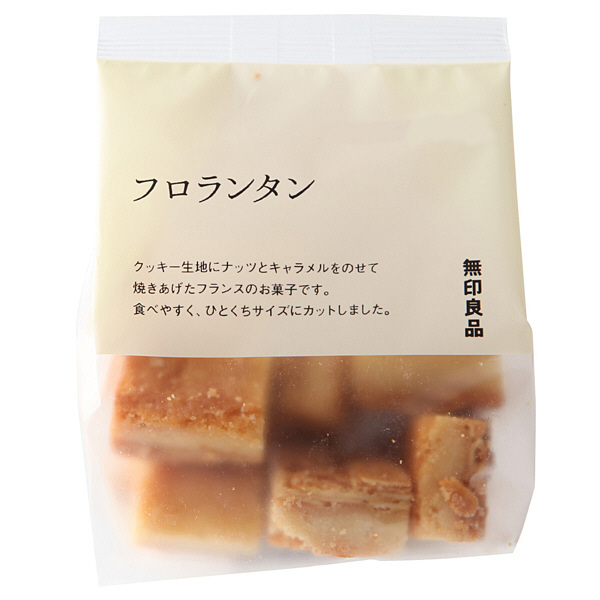 フロランタン
クッキー生地にナッツとキャラメルをのせて
焼きあげたフランスのお菓子です。
食べやすく、ひとくちサイズにカットしました。
無印良品